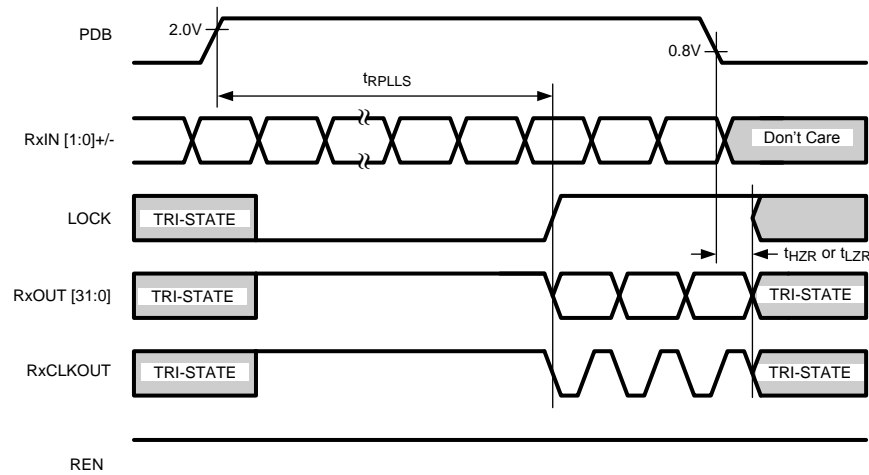 PDB
2.0V
0.8V
tRPLLS
RxIN [1:0]+/-
Don't Care
LOCK
TRI-STATE
tHZR or tLZR
RxOUT [31:0]
TRI-STATE
TRI-STATE
RxCLKOUT
TRI-STATE
TRI-STATE
REN